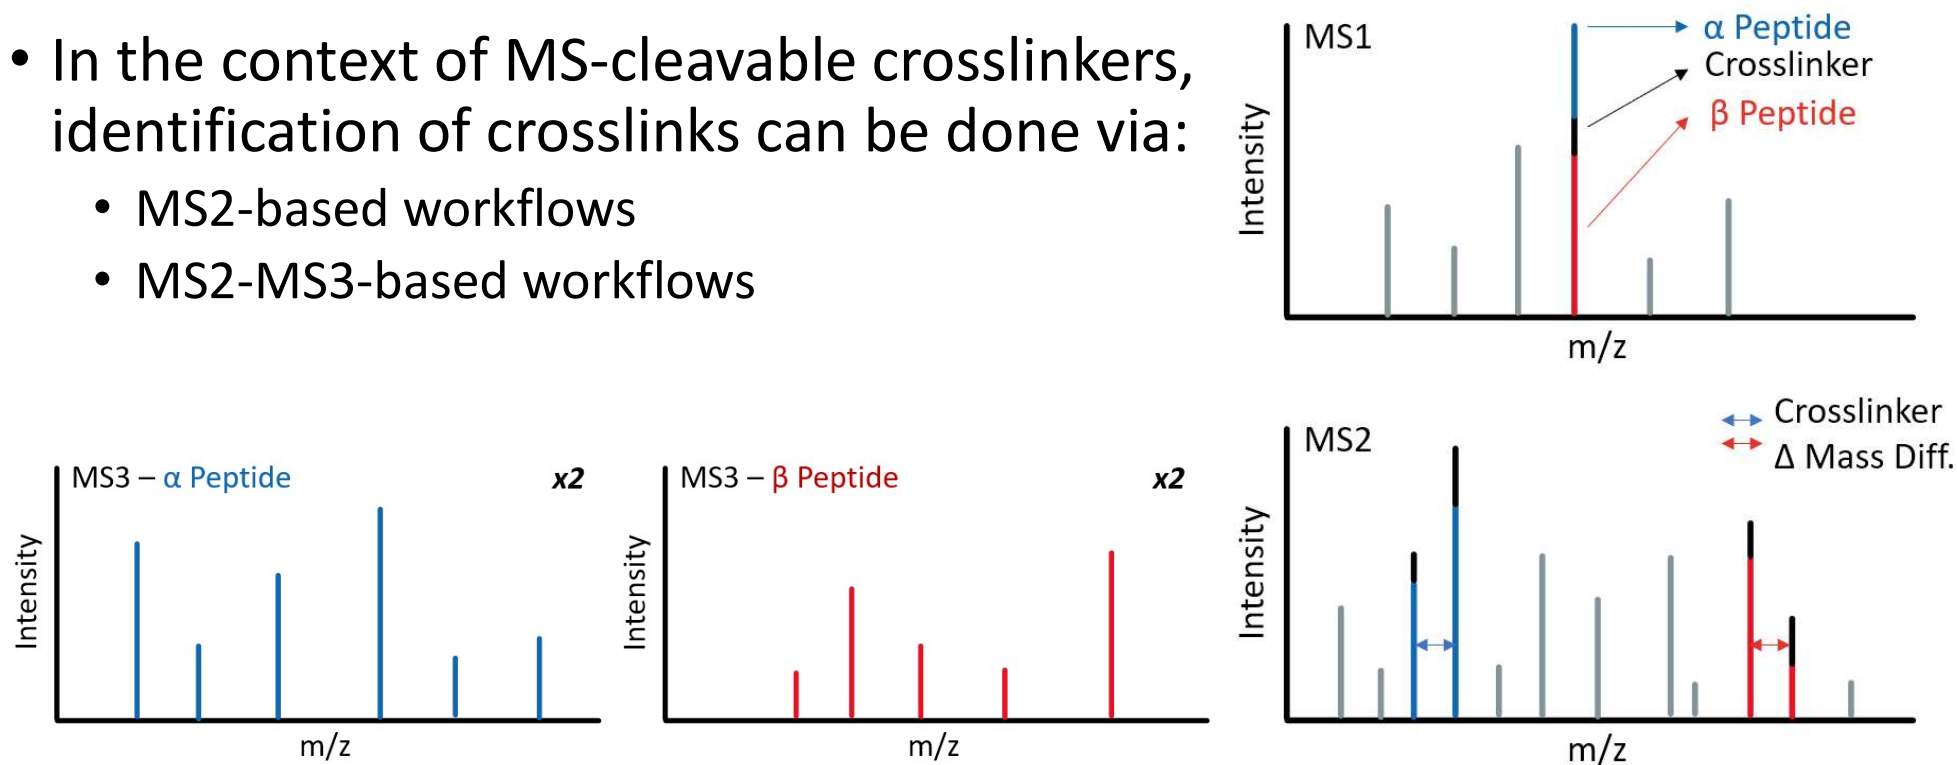 • In the context of MS-cleavable crosslinkers,
identification of crosslinks can be done via:
• MS2-based workflows
• MS2-MS3-based workflows
MS1
α Peptide
Crosslinker
β Peptide
Intensity
m/z
MS3 – α Peptide x2
Intensity
m/z
MS3 – β Peptide x2
Intensity
m/z
MS2
Crosslinker
Δ Mass Diff.
Intensity
m/z